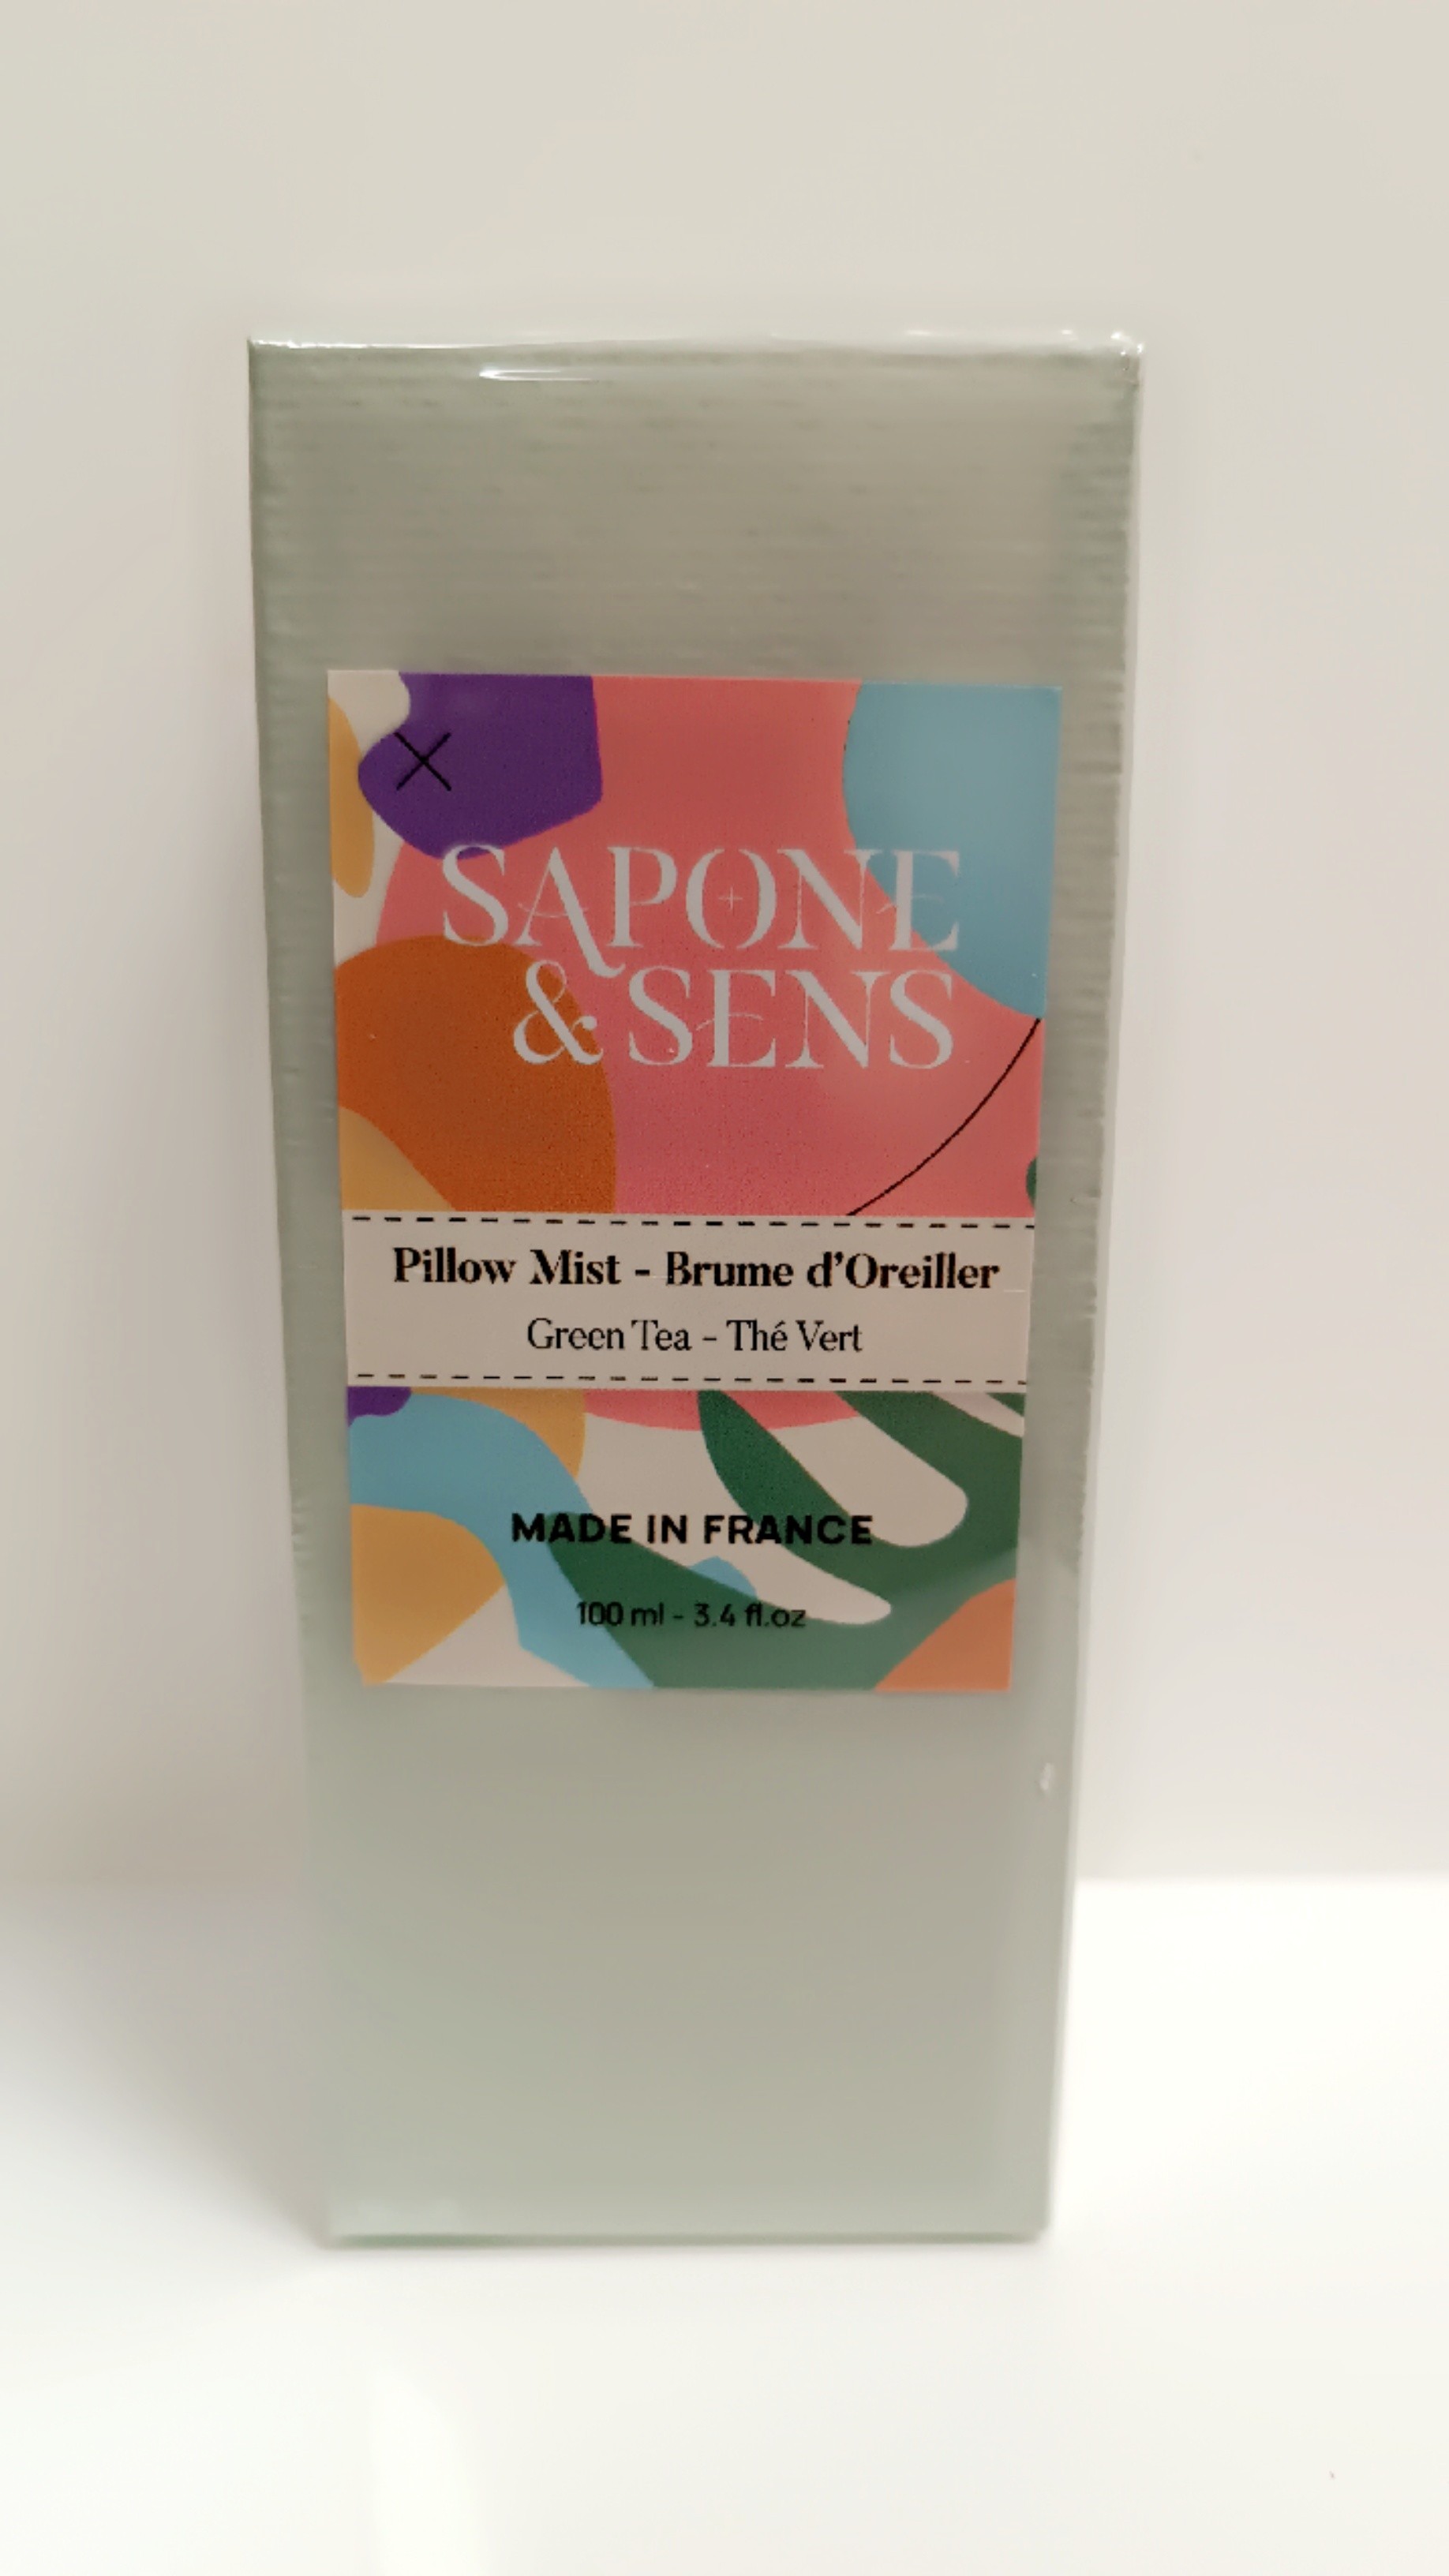 SAPONE
& SENS
Pillow Mist - Brume d'Oreiller
Green Tea - Thé Vert
MADE IN FRANCE
100 ml - 3.4 fl.oz